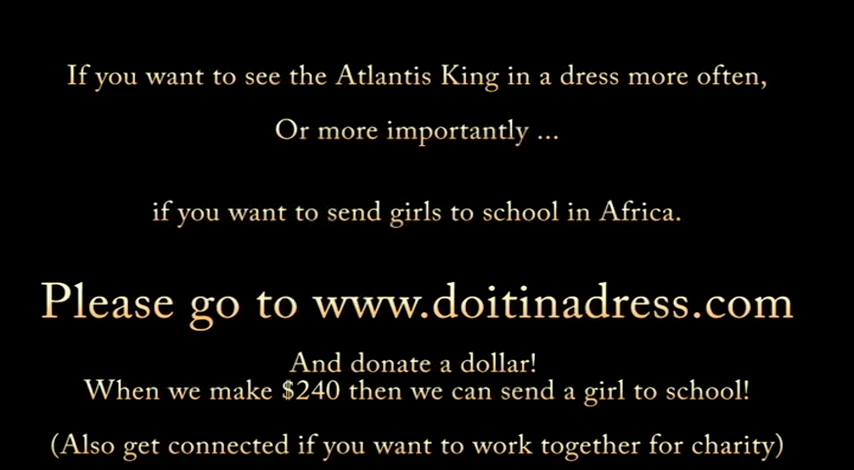 If you want to see the Atlantis King in a dress more often,
Or more importantly ...
if you want to send girls to school in Africa.
Please go to www.doitinadress.com
And donate a dollar!
When we make $240 then we can send a girl to school!
(Also get connected if you want to work together for charity)